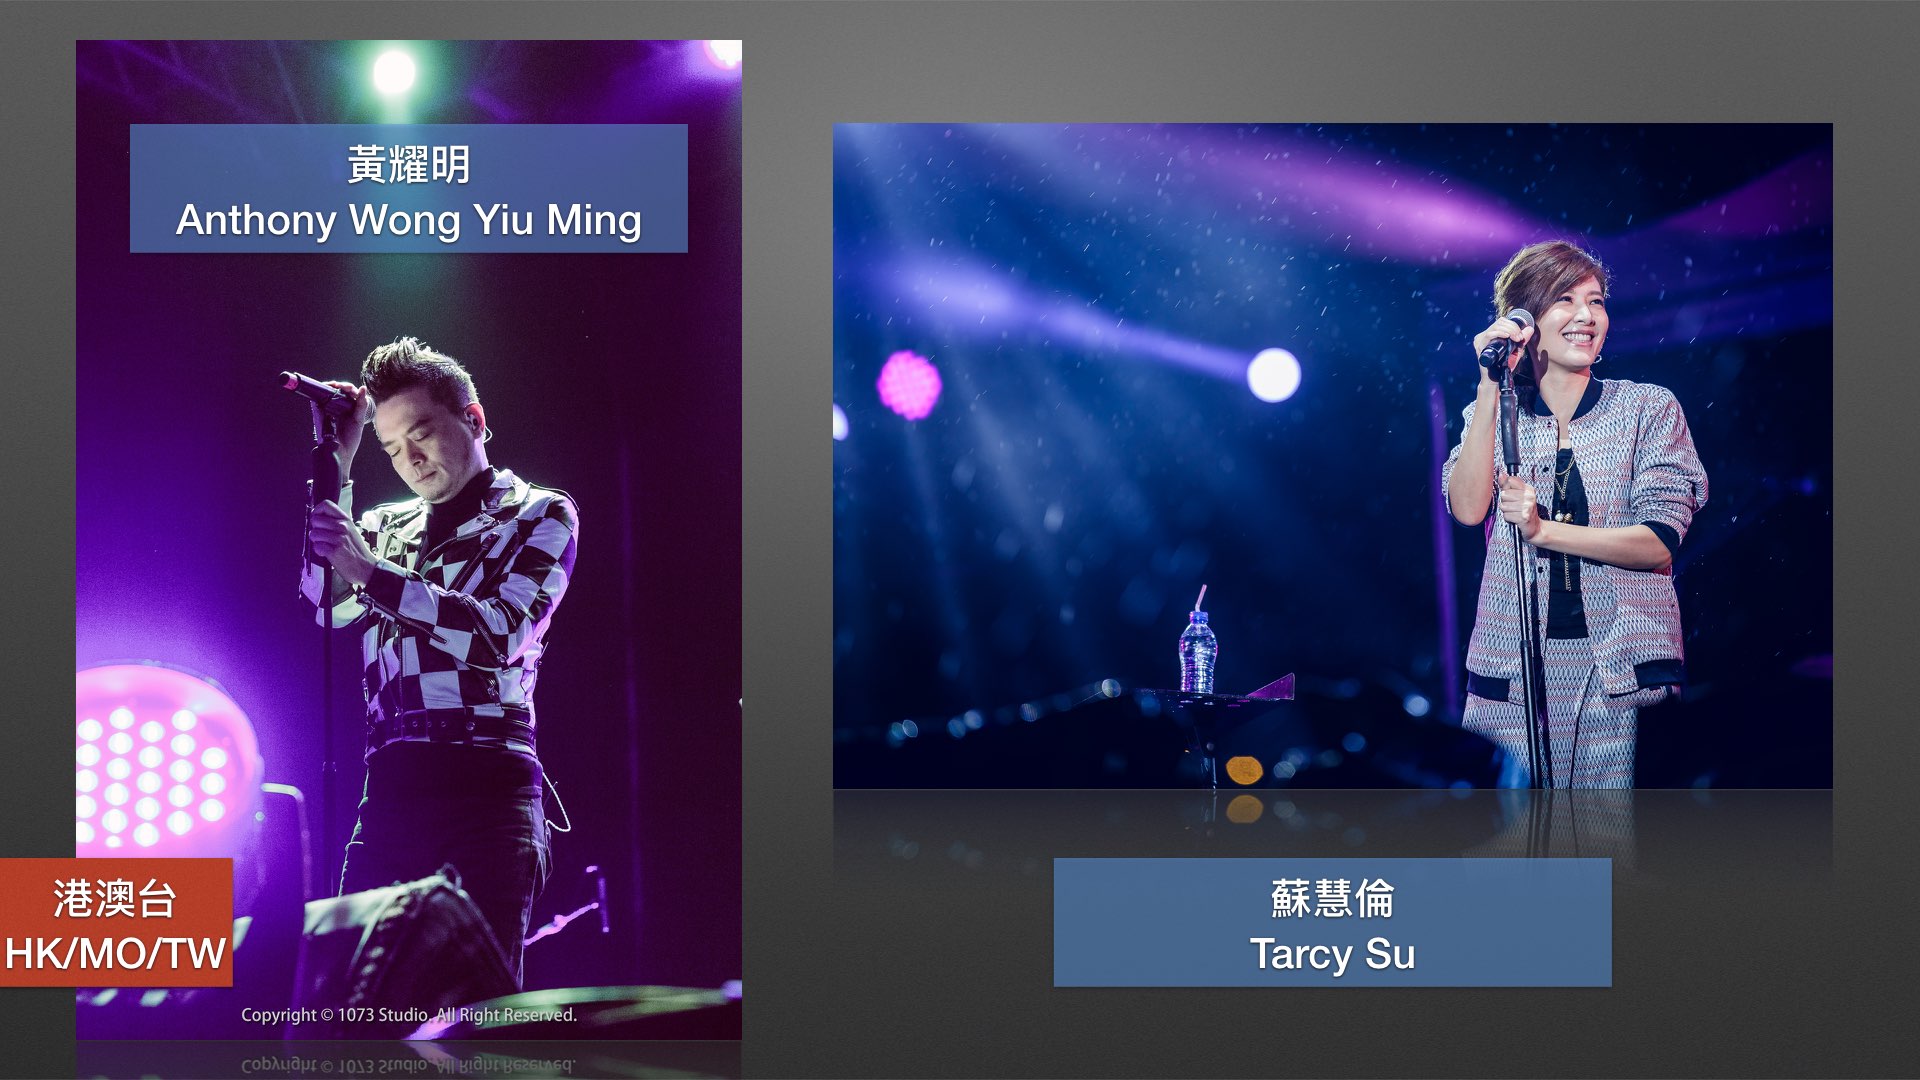 黃耀明
Anthony Wong Yiu Ming
港澳台
HK/MO/TW
Copyright © 1073 Studio. All Right Reserved.
蘇慧倫
Tarcy Su